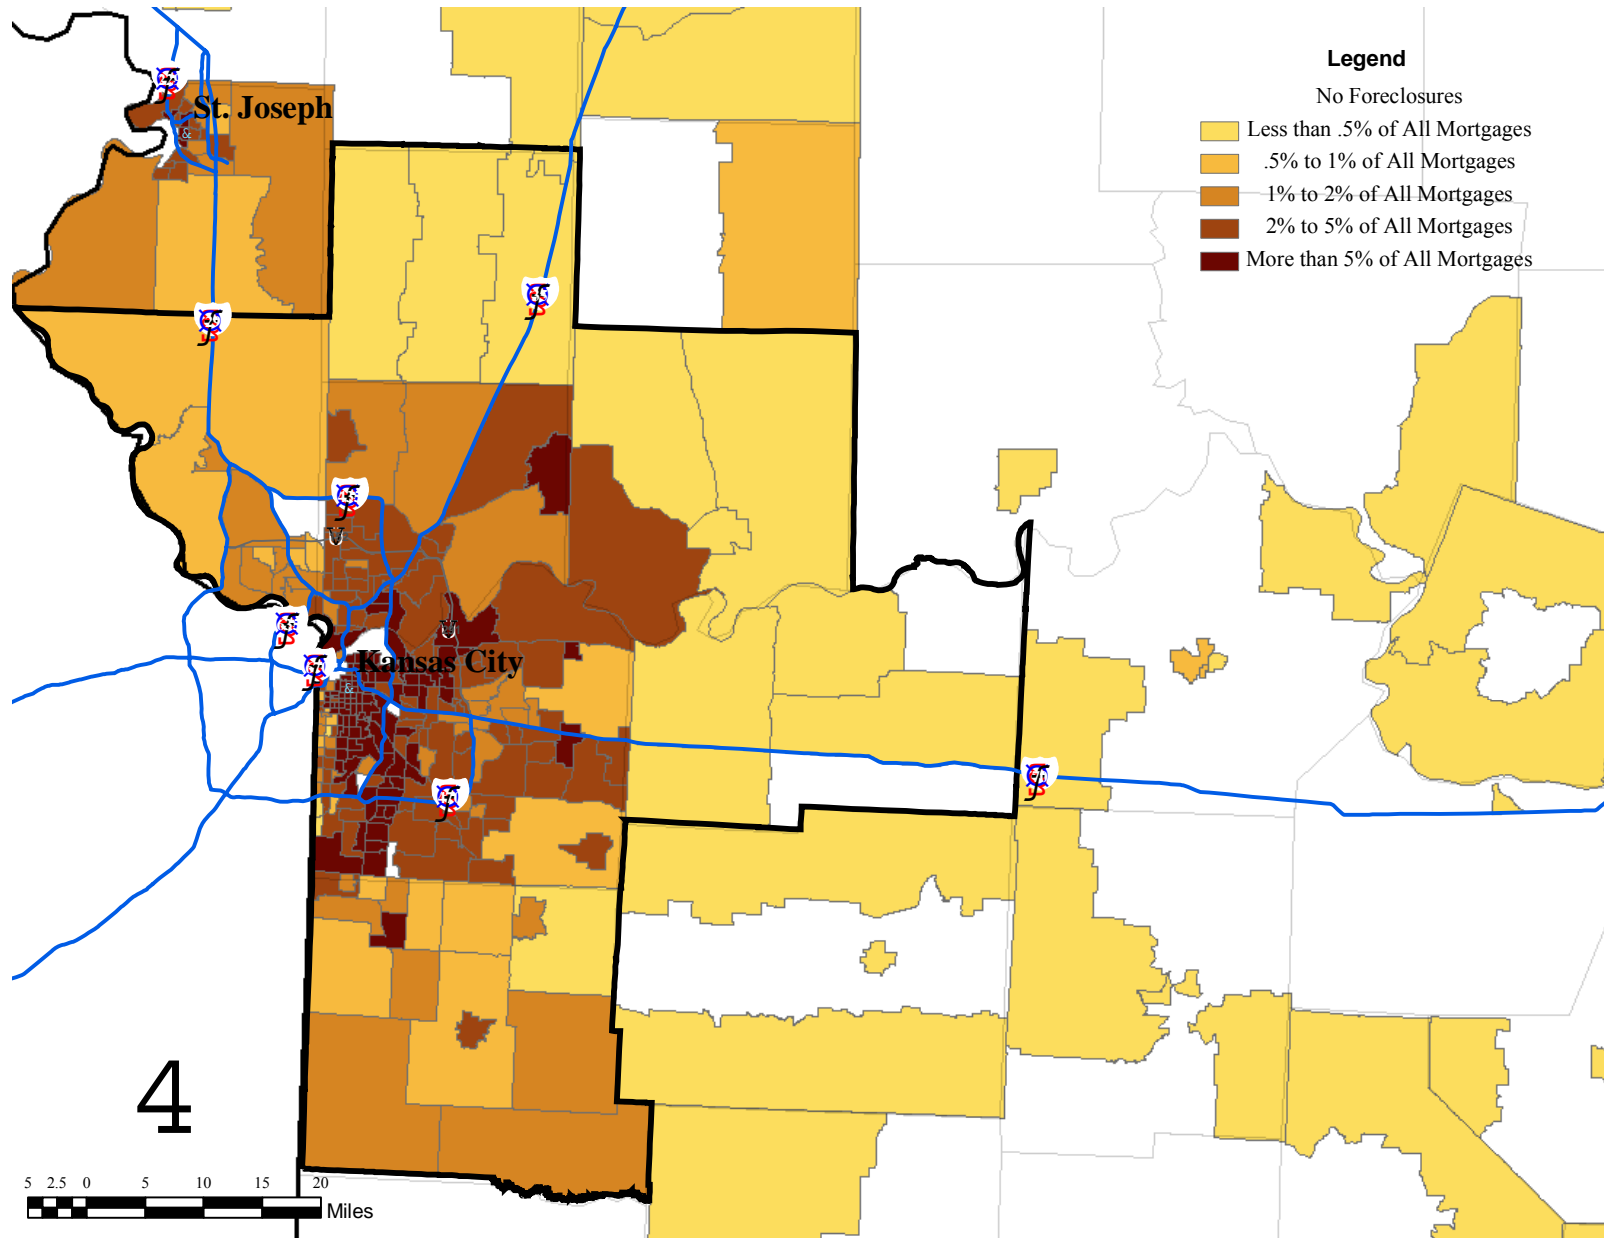 Legend
No Foreclosures
Less than .5% of All Mortgages
.5% to 1% of All Mortgages
1% to 2% of All Mortgages
2% to 5% of All Mortgages
More than 5% of All Mortgages
St. Joseph
&
Kansas City
&
4
5 2.5 0 5 10 15 20
Miles